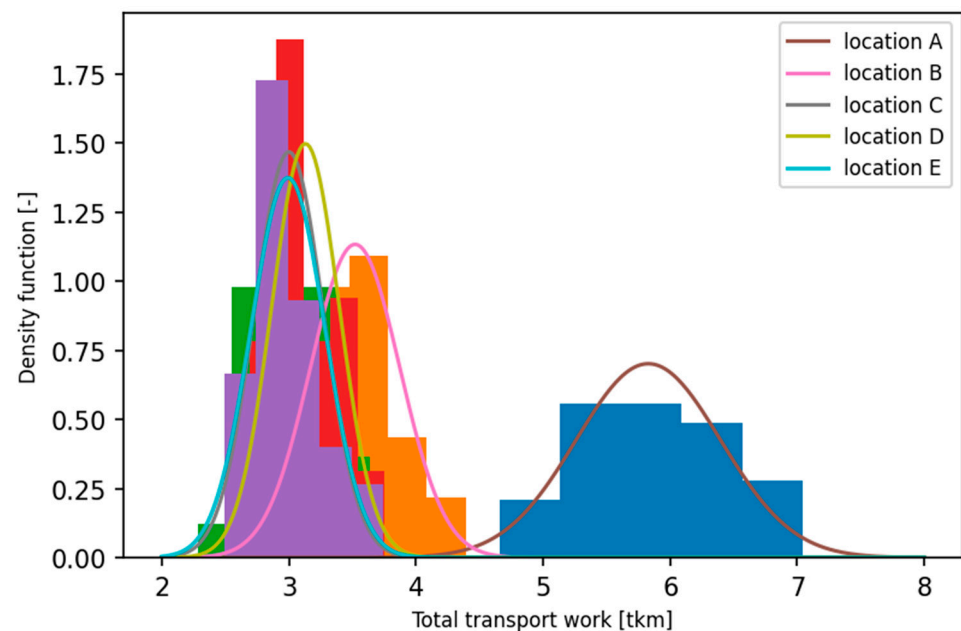 1.75
1.50
1.25
1.00
0.75
0.50
0.25
0.00
Density function [-]
2 3 4 5 6 7 8
Total transport work [tkm]
location A
location B
location C
location D
location E